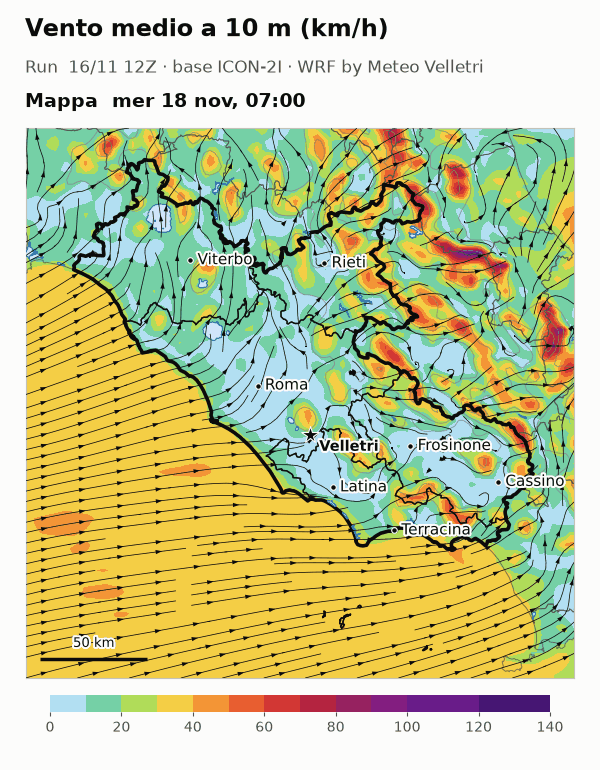 Vento medio a 10 m (km/h)
Run 16/11 12Z · base ICON-2I · WRF by Meteo Velletri
Mappa mer 18 nov, 07:00
Viterbo
Rieti
Roma
Velletri
Frosinone
Latina
Cassino
Terracina
50 km
0 20 40 60 80 100 120 140